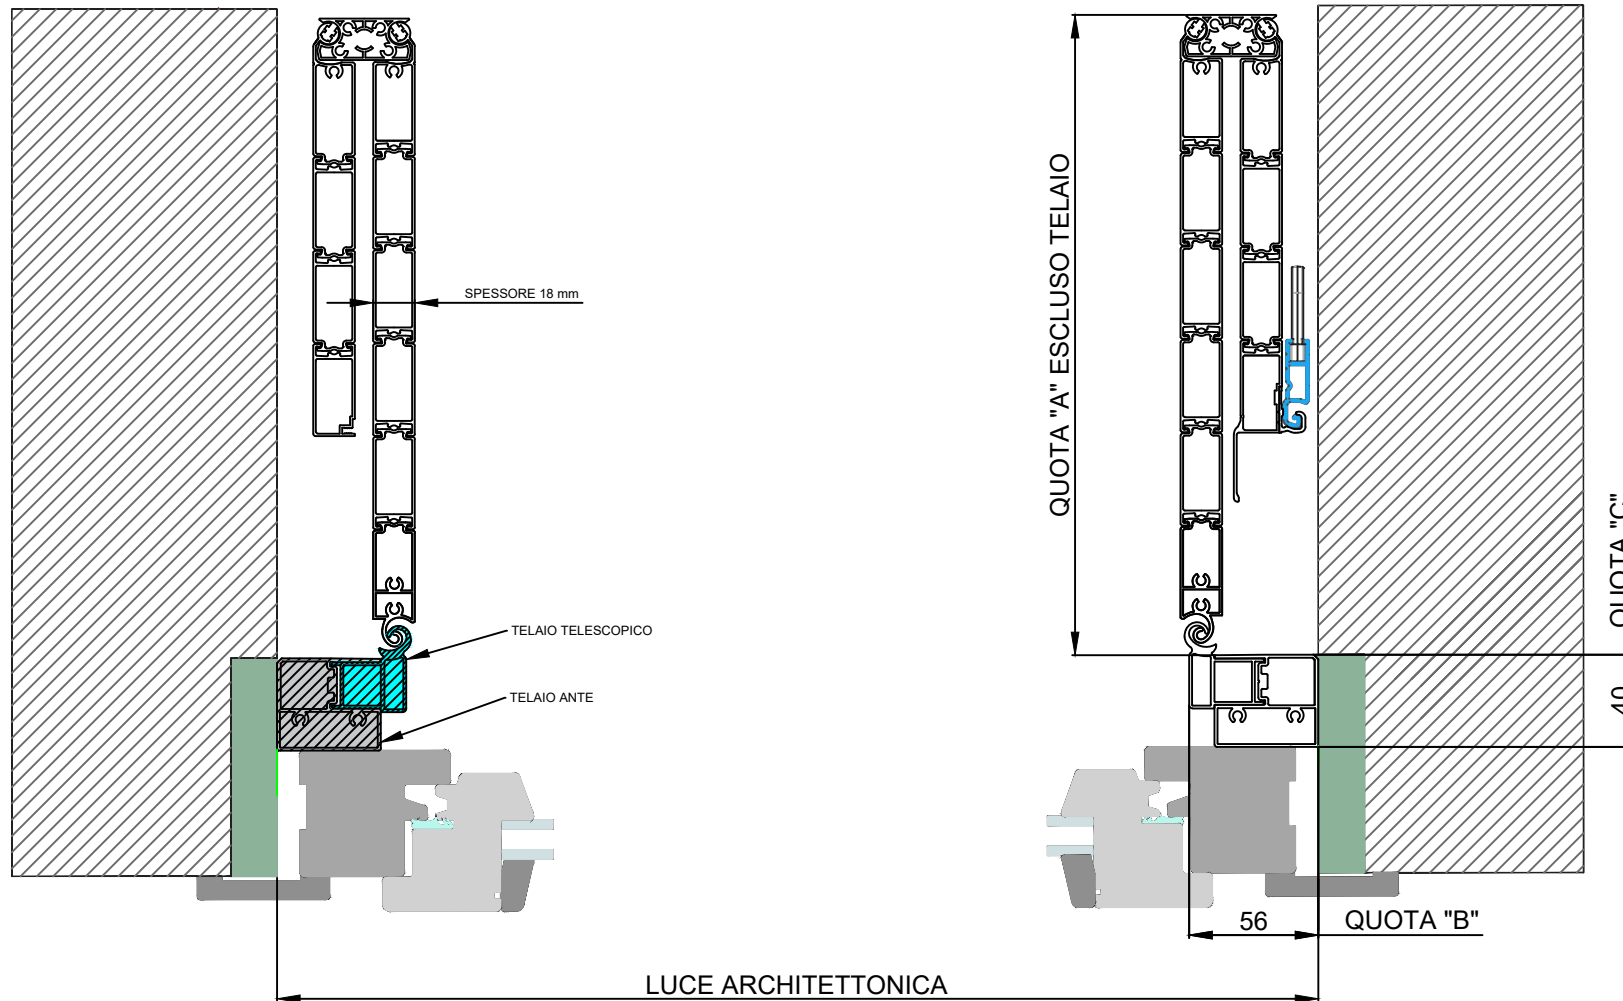 SPESSORE 18 mm
QUOTA "A" ESCLUSO TELAIO
QUOTA "C"
TELAIO TELESCOPICO
TELAIO ANTE
40
56
QUOTA "B"
LUCE ARCHITETTONICA